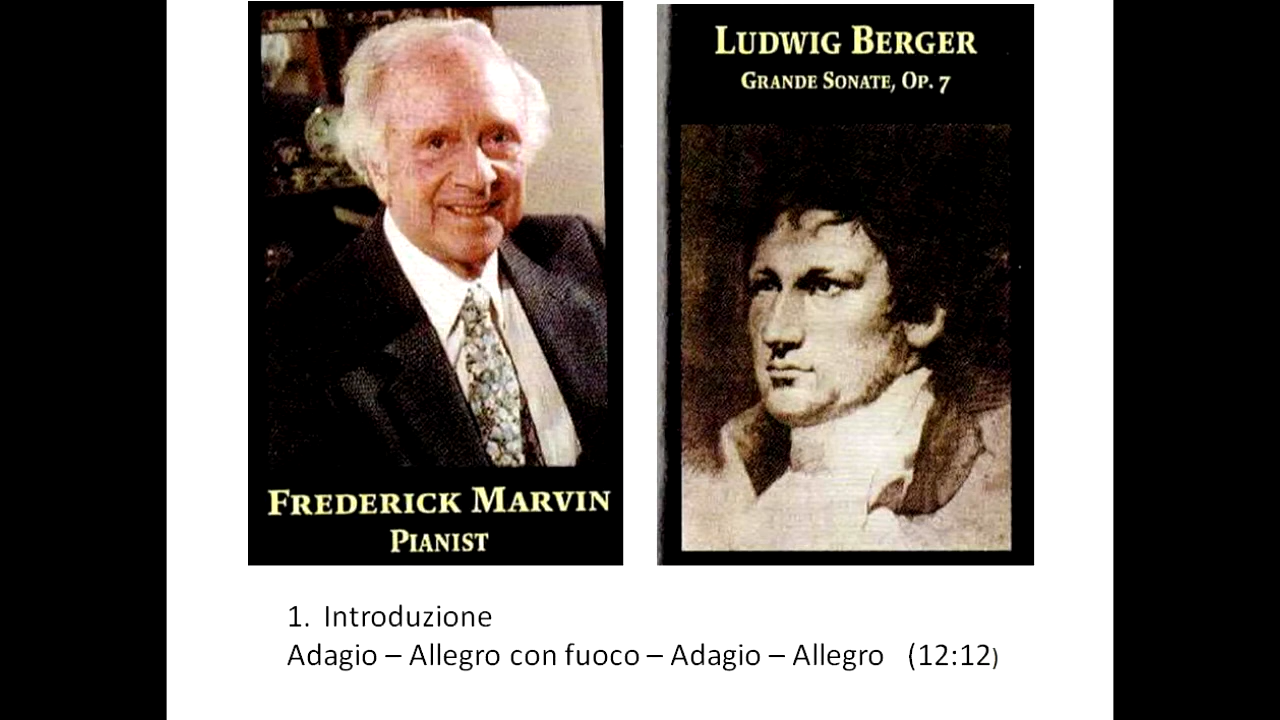 FREDERICK MARVIN
PIANIST
LUDWIG BERGER
GRANDE SONATE, OP. 7
1. Introduzione
Adagio – Allegro con fuoco – Adagio – Allegro (12:12)